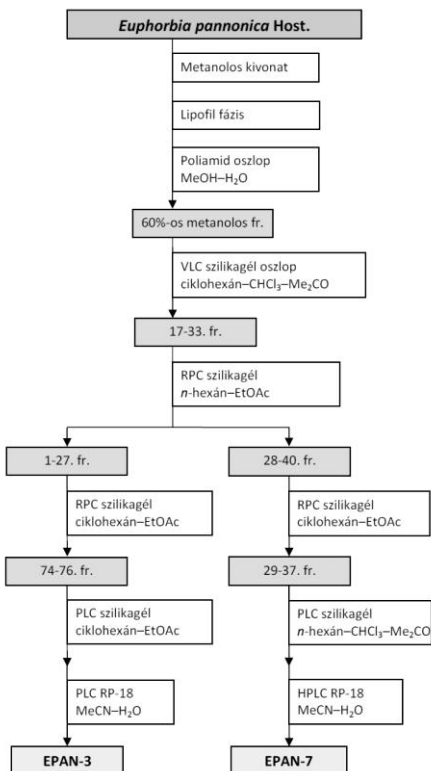 Euphorbia pannonica Host.
Metanolos kivonat
Lipofil fázis
Poliamid oszlop
MeOH–H₂O
60%-os metanolos fr.
VLC szilikagél oszlop
ciklohexán–CHCl₃–Me₂CO
17-33. fr.
RPC szilikagél
n-hexán–EtOAc
1-27. fr.
28-40. fr.
RPC szilikagél
ciklohexán–EtOAc
RPC szilikagél
ciklohexán–EtOAc
74-76. fr.
29-37. fr.
PLC szilikagél
ciklohexán–EtOAc
PLC szilikagél
n-hexán–CHCl₃–Me₂CO
PLC RP-18
MeCN–H₂O
HPLC RP-18
MeCN–H₂O
EPAN-3
EPAN-7